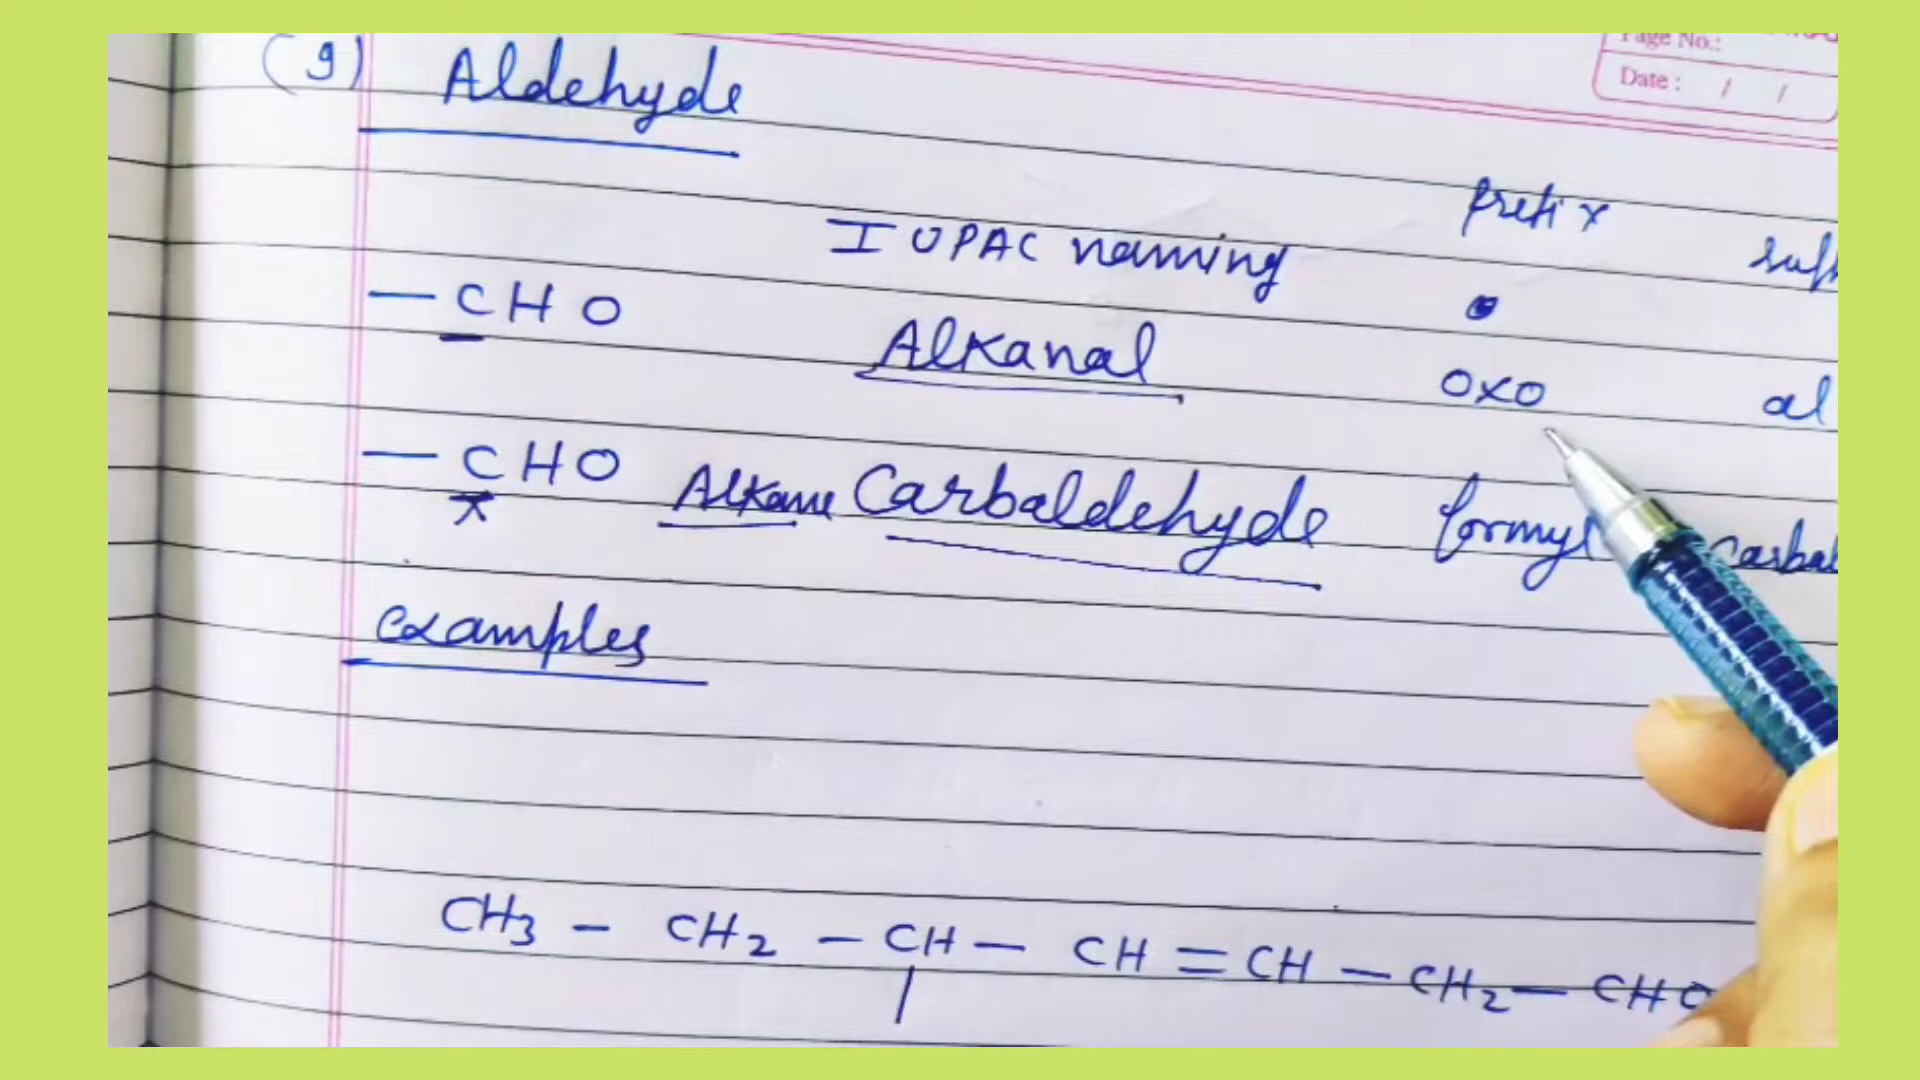 Page No.:
Date : / /
(9) Aldehyde
IUPAC naming prefix
— CHO Alkanal oxo al
— CHO Alkane Carbaldehyde formyl carbal
examples
CH3 – CH2 – CH – CH = CH – CH2 – CHO